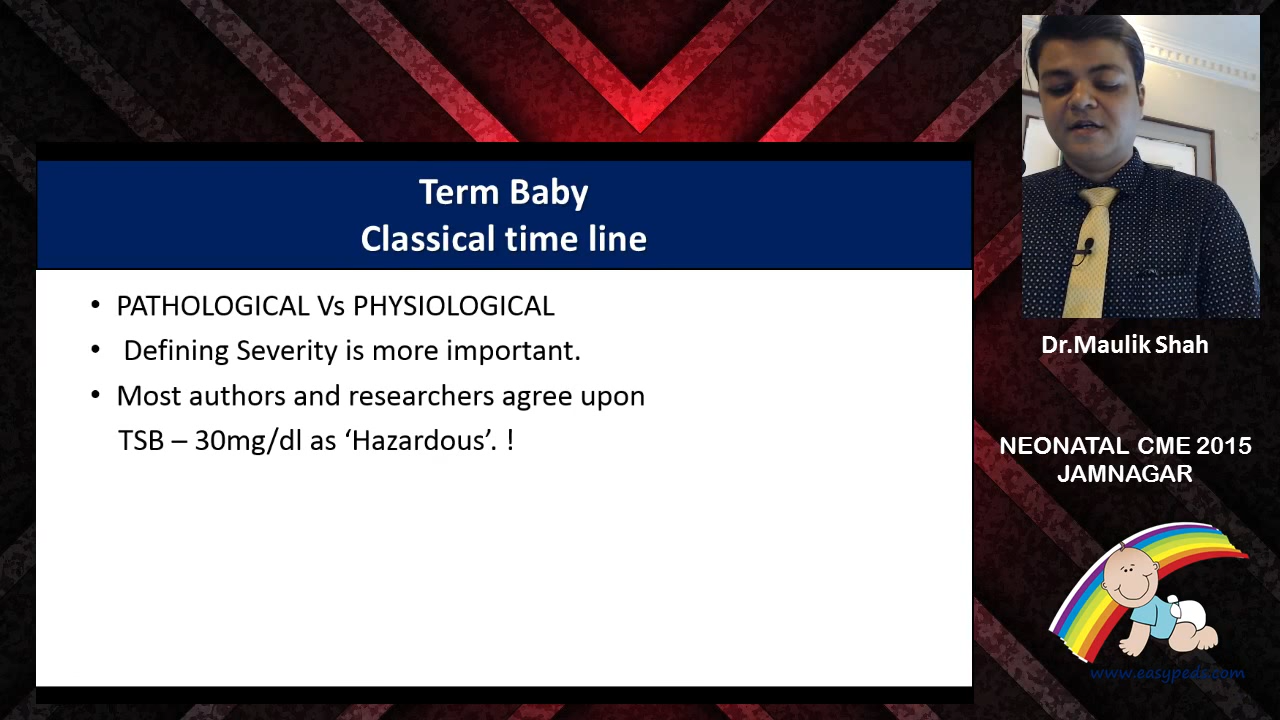 Term Baby
Classical time line
• PATHOLOGICAL Vs PHYSIOLOGICAL
• Defining Severity is more important.
• Most authors and researchers agree upon
TSB – 30mg/dl as ‘Hazardous’. !
Dr.Maulik Shah
NEONATAL CME 2015
JAMNAGAR
www.easypeds.com